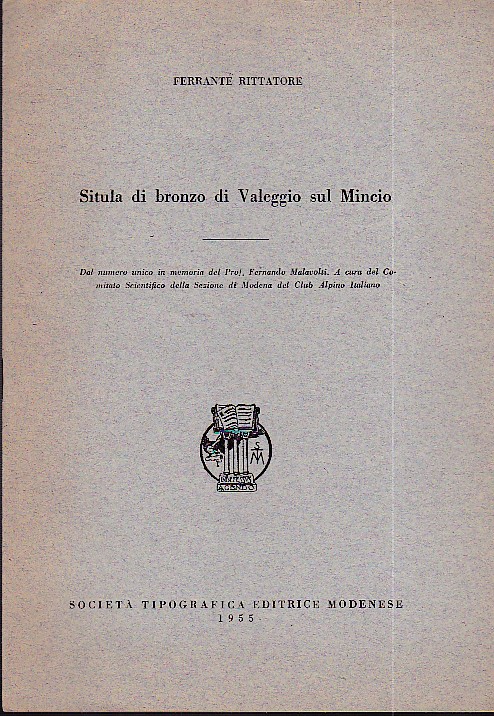 FERRANTE RITTATORE
Situla di bronzo di Valeggio sul Mincio
Dal numero unico in memoria del Prof. Fernando Malavolti. A cura del Co-
mitato Scientifico della Sezione di Modena del Club Alpino Italiano
S
M
AGENDO
SOCIETÀ TIPOGRAFICA EDITRICE MODENESE
1955